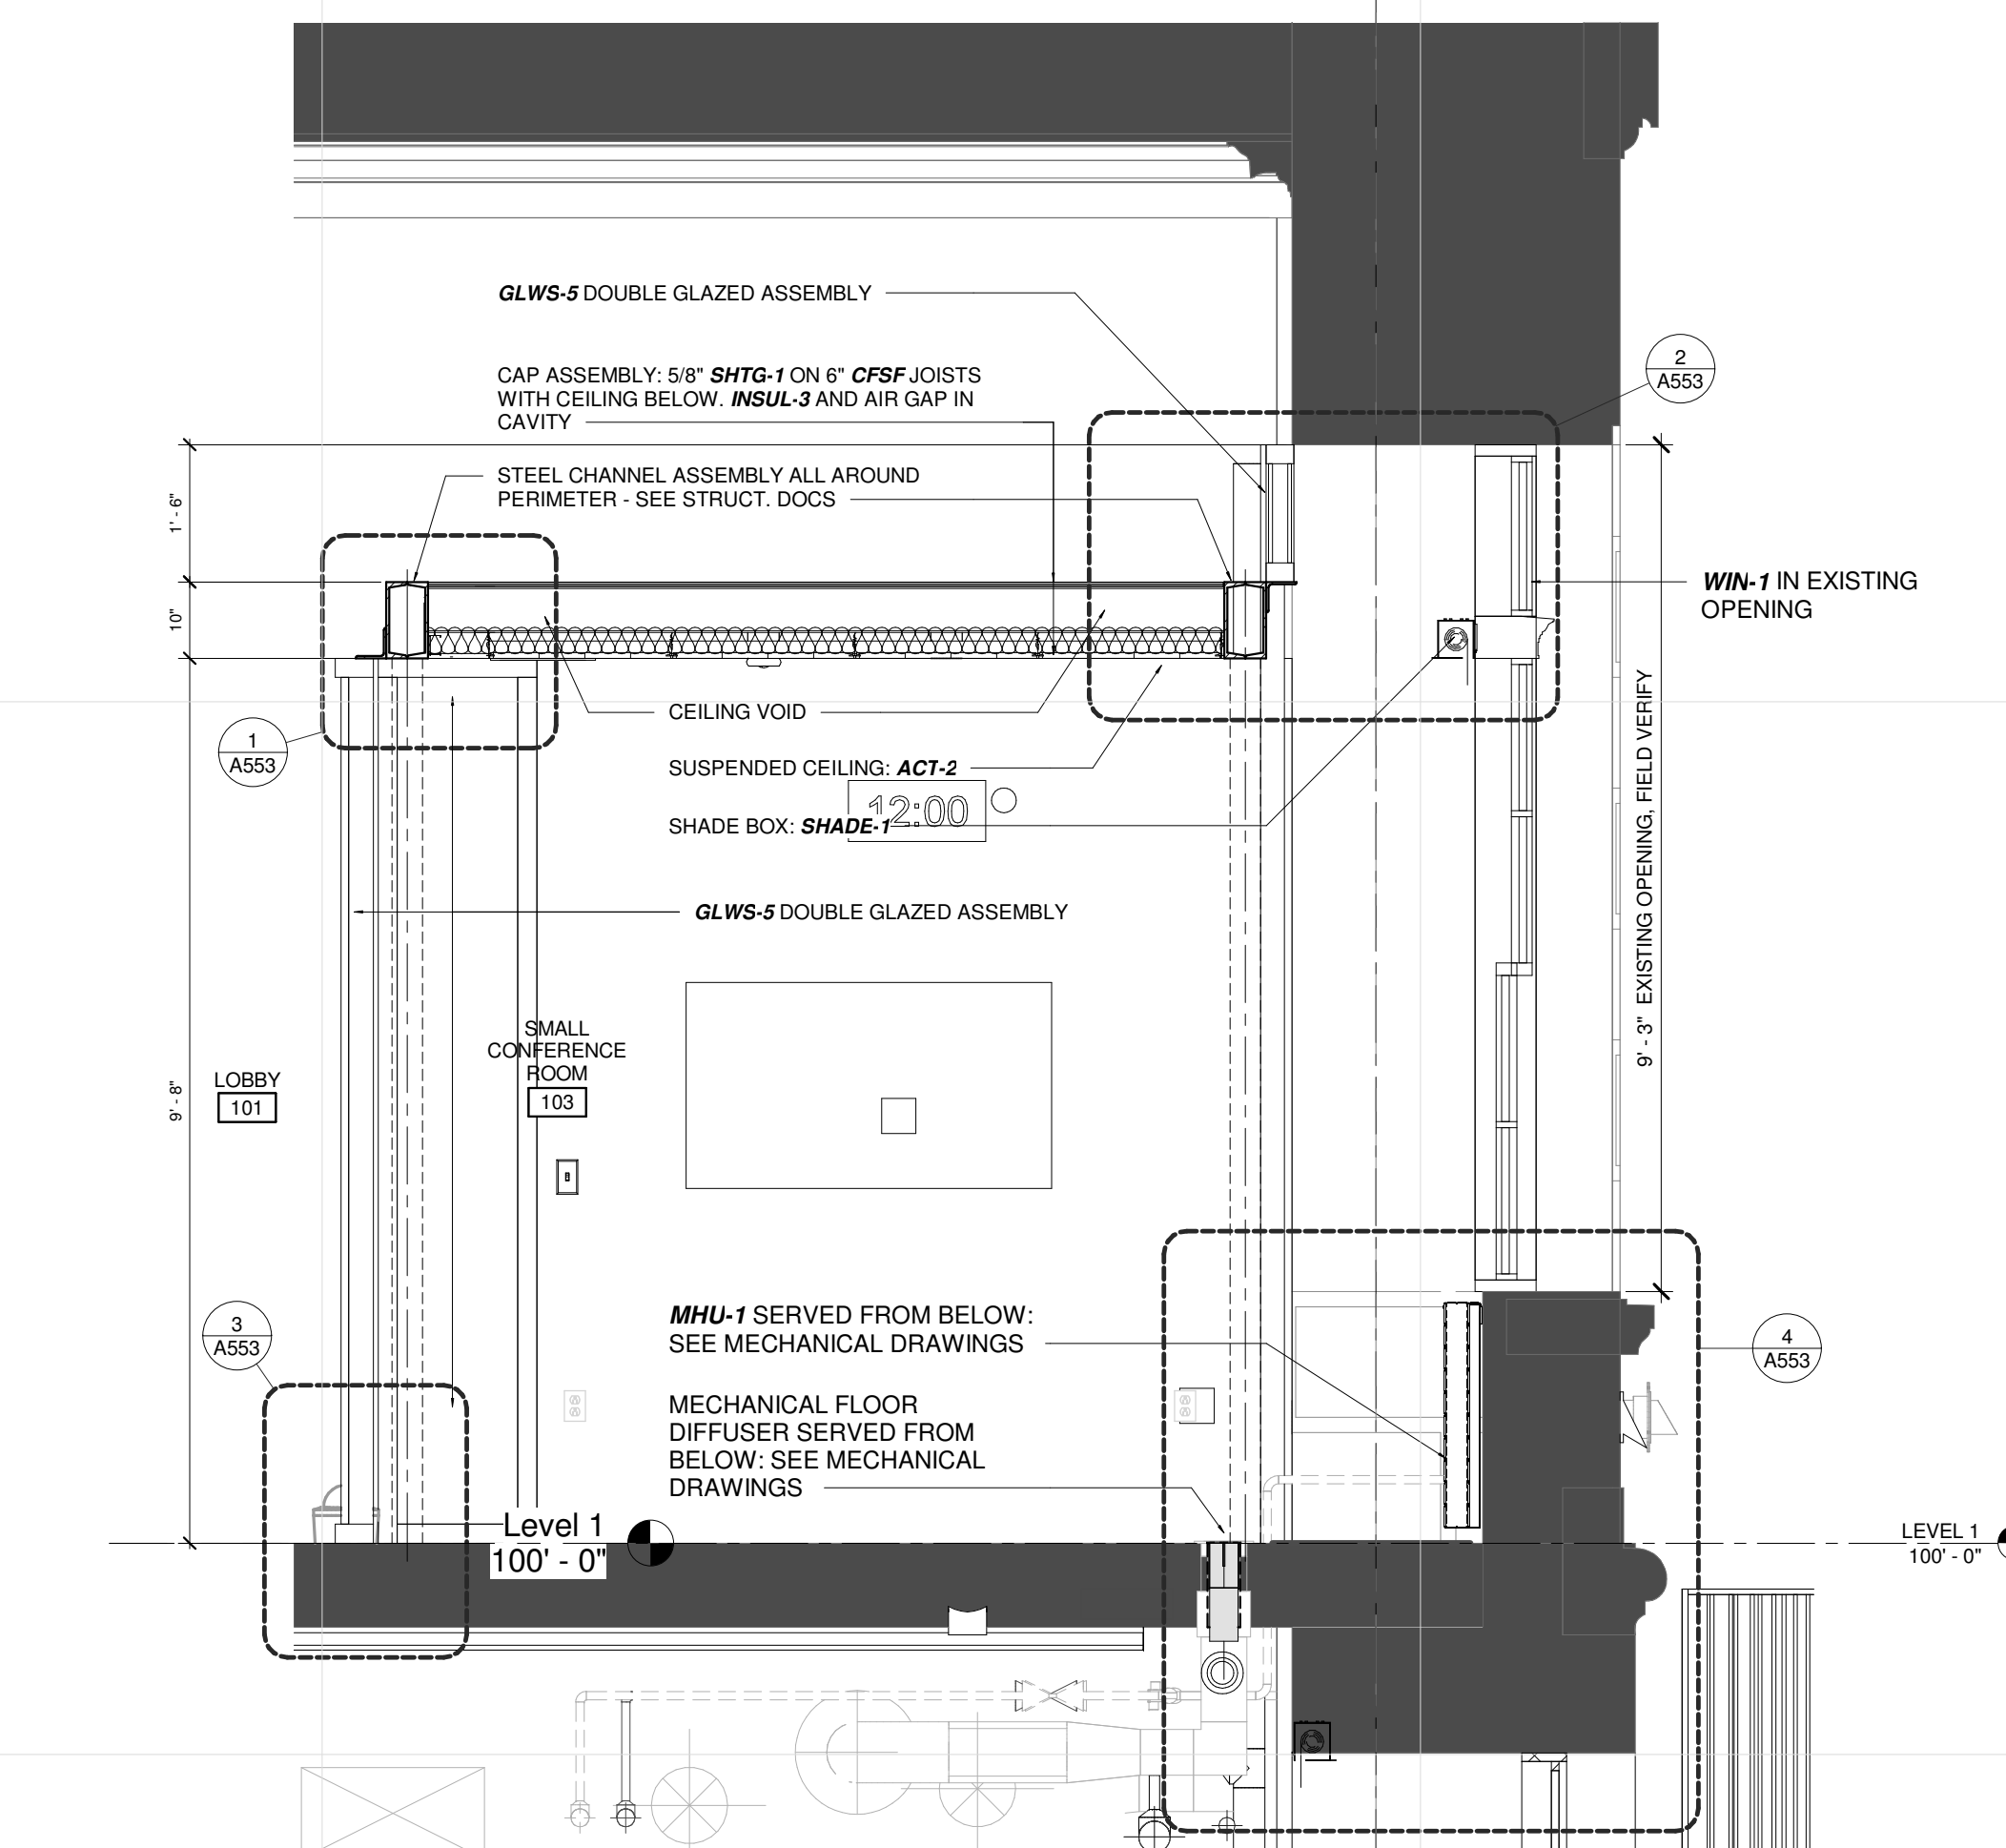 GLWS-5 DOUBLE GLAZED ASSEMBLY
CAP ASSEMBLY: 5/8" SHTG-1 ON 6" CFSF JOISTS
WITH CEILING BELOW. INSUL-3 AND AIR GAP IN
CAVITY
2
A553
STEEL CHANNEL ASSEMBLY ALL AROUND
PERIMETER - SEE STRUCT. DOCS
1' - 6"
10"
WIN-1 IN EXISTING
OPENING
CEILING VOID
1
A553
SUSPENDED CEILING: ACT-2
12:00
SHADE BOX: SHADE-1
9' - 3" EXISTING OPENING, FIELD VERIFY
GLWS-5 DOUBLE GLAZED ASSEMBLY
SMALL
CONFERENCE
ROOM
103
LOBBY
101
9' - 8"
MHU-1 SERVED FROM BELOW:
SEE MECHANICAL DRAWINGS
3
A553
4
A553
MECHANICAL FLOOR
DIFFUSER SERVED FROM
BELOW: SEE MECHANICAL
DRAWINGS
Level 1
100' - 0"
LEVEL 1
100' - 0"